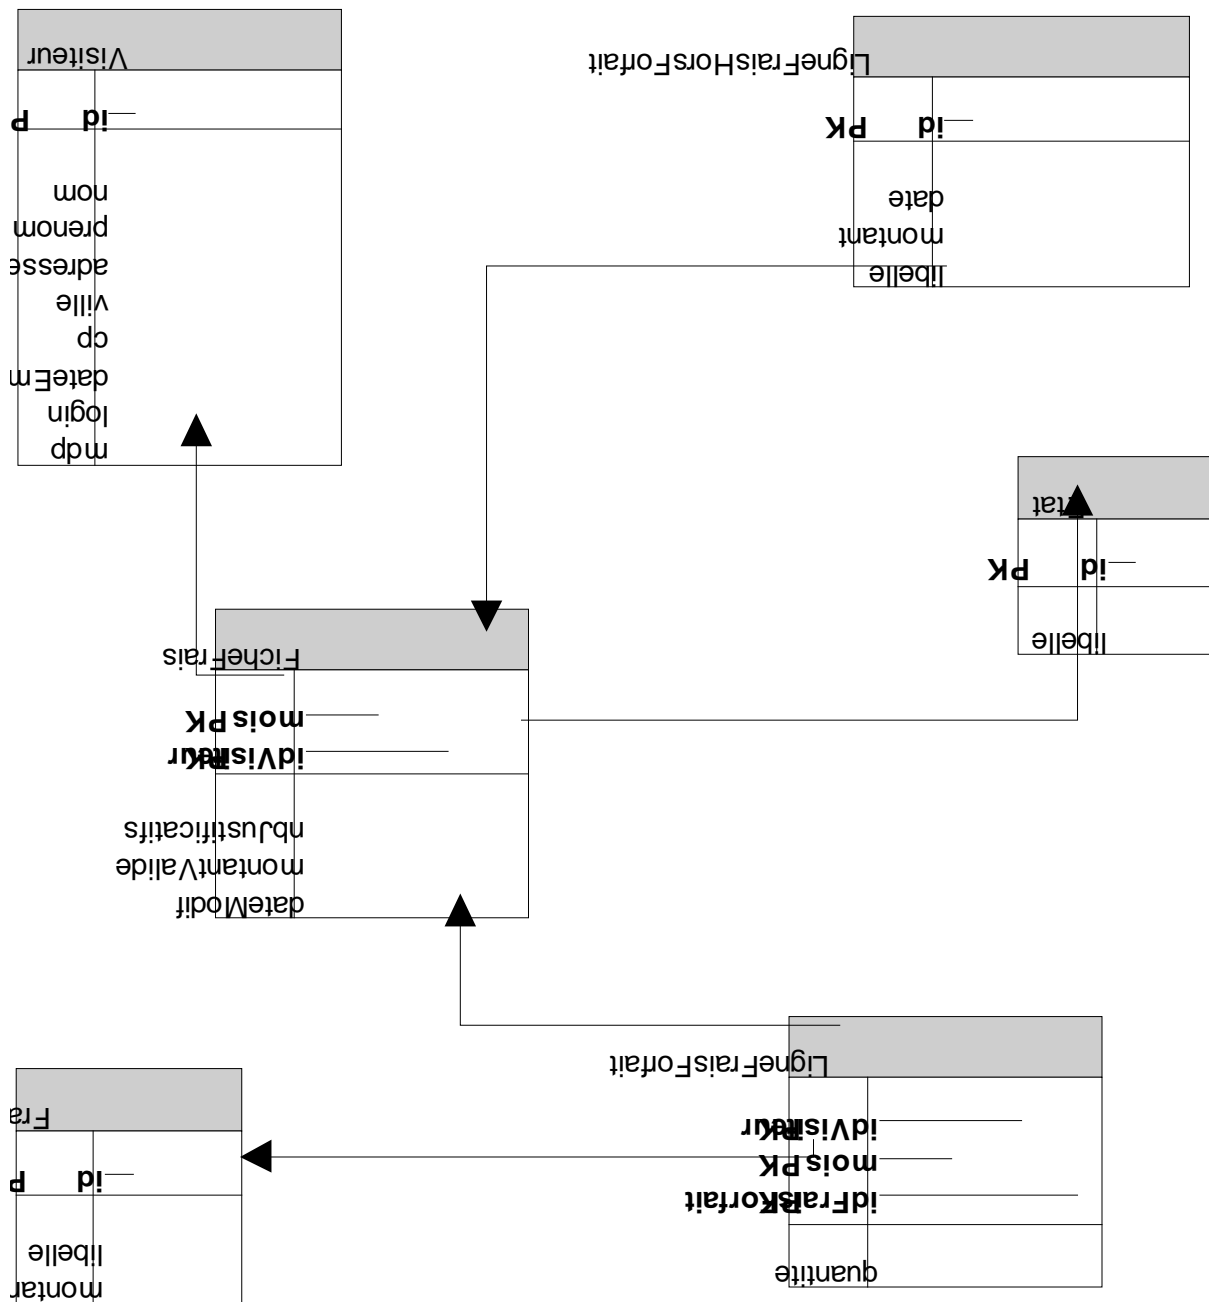 Visiteur
id P
nom
prenom
adresse
ville
cp
dateEm
login
mdp
LigneFraisHorsForfait
id PK
date
montant
libelle
id PK
libelle
FicheFrais
mois PK
idVisiteur PK
nbJustificatifs
montantValide
dateModif
LigneFraisForfait
idVisiteur PK
mois PK
idFraisForfait PK
quantite
Fra
id P
libelle
montar